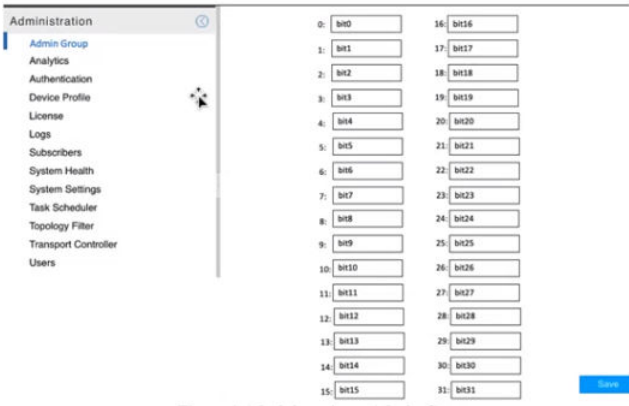 Administration
Admin Group
Analytics
Authentication
Device Profile
License
Logs
Subscribers
System Health
System Settings
Task Scheduler
Topology Filter
Transport Controller
Users
0: bit0
1: bit1
2: bit2
3: bit3
4: bit4
5: bit5
6: bit6
7: bit7
8: bit8
9: bit9
10: bit10
11: bit11
12: bit12
13: bit13
14: bit14
15: bit15
16: bit16
17: bit17
18: bit18
19: bit19
20: bit20
21: bit21
22: bit22
23: bit23
24: bit24
25: bit25
26: bit26
27: bit27
28: bit28
29: bit29
30: bit30
31: bit31
Save